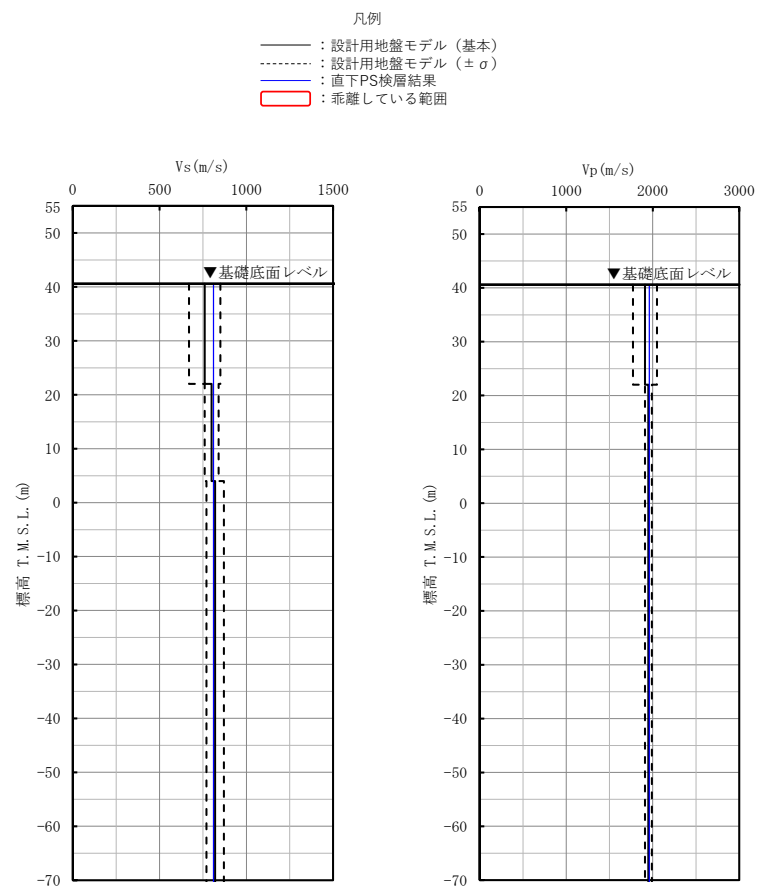 凡例
：設計用地盤モデル（基本）
：設計用地盤モデル（±σ）
：直下PS検層結果
：乖離している範囲
Vs(m/s)
0 500 1000 1500
55
50
▼基礎底面レベル
40
30
20
10
0
-10
-20
-30
-40
-50
-60
-70
標高 T.M.S.L.(m)
Vp(m/s)
0 1000 2000 3000
55
50
▼基礎底面レベル
40
30
20
10
0
-10
-20
-30
-40
-50
-60
-70
標高 T.M.S.L.(m)